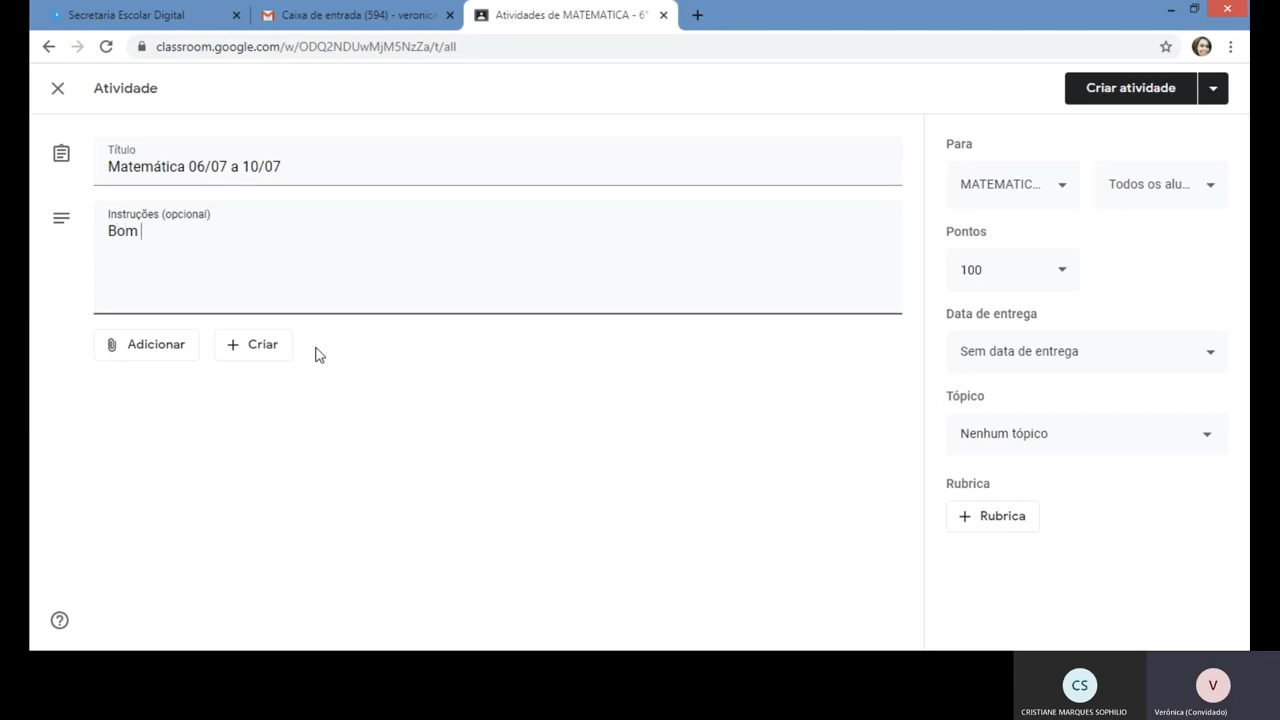 Secretaria Escolar Digital
Caixa de entrada (594) - veronic
Atividades de MATEMATICA - 6°
classroom.google.com/w/ODQ2NDUwMjM5NzZa/t/all
Atividade
Criar atividade
Título
Matemática 06/07 a 10/07
Instruções (opcional)
Bom
Adicionar
Criar
Para
MATEMATIC...
Todos os alu...
Pontos
100
Data de entrega
Sem data de entrega
Tópico
Nenhum tópico
Rubrica
Rubrica
CS
CRISTIANE MARQUES SOPHILIO
V
Verônica (Convidado)